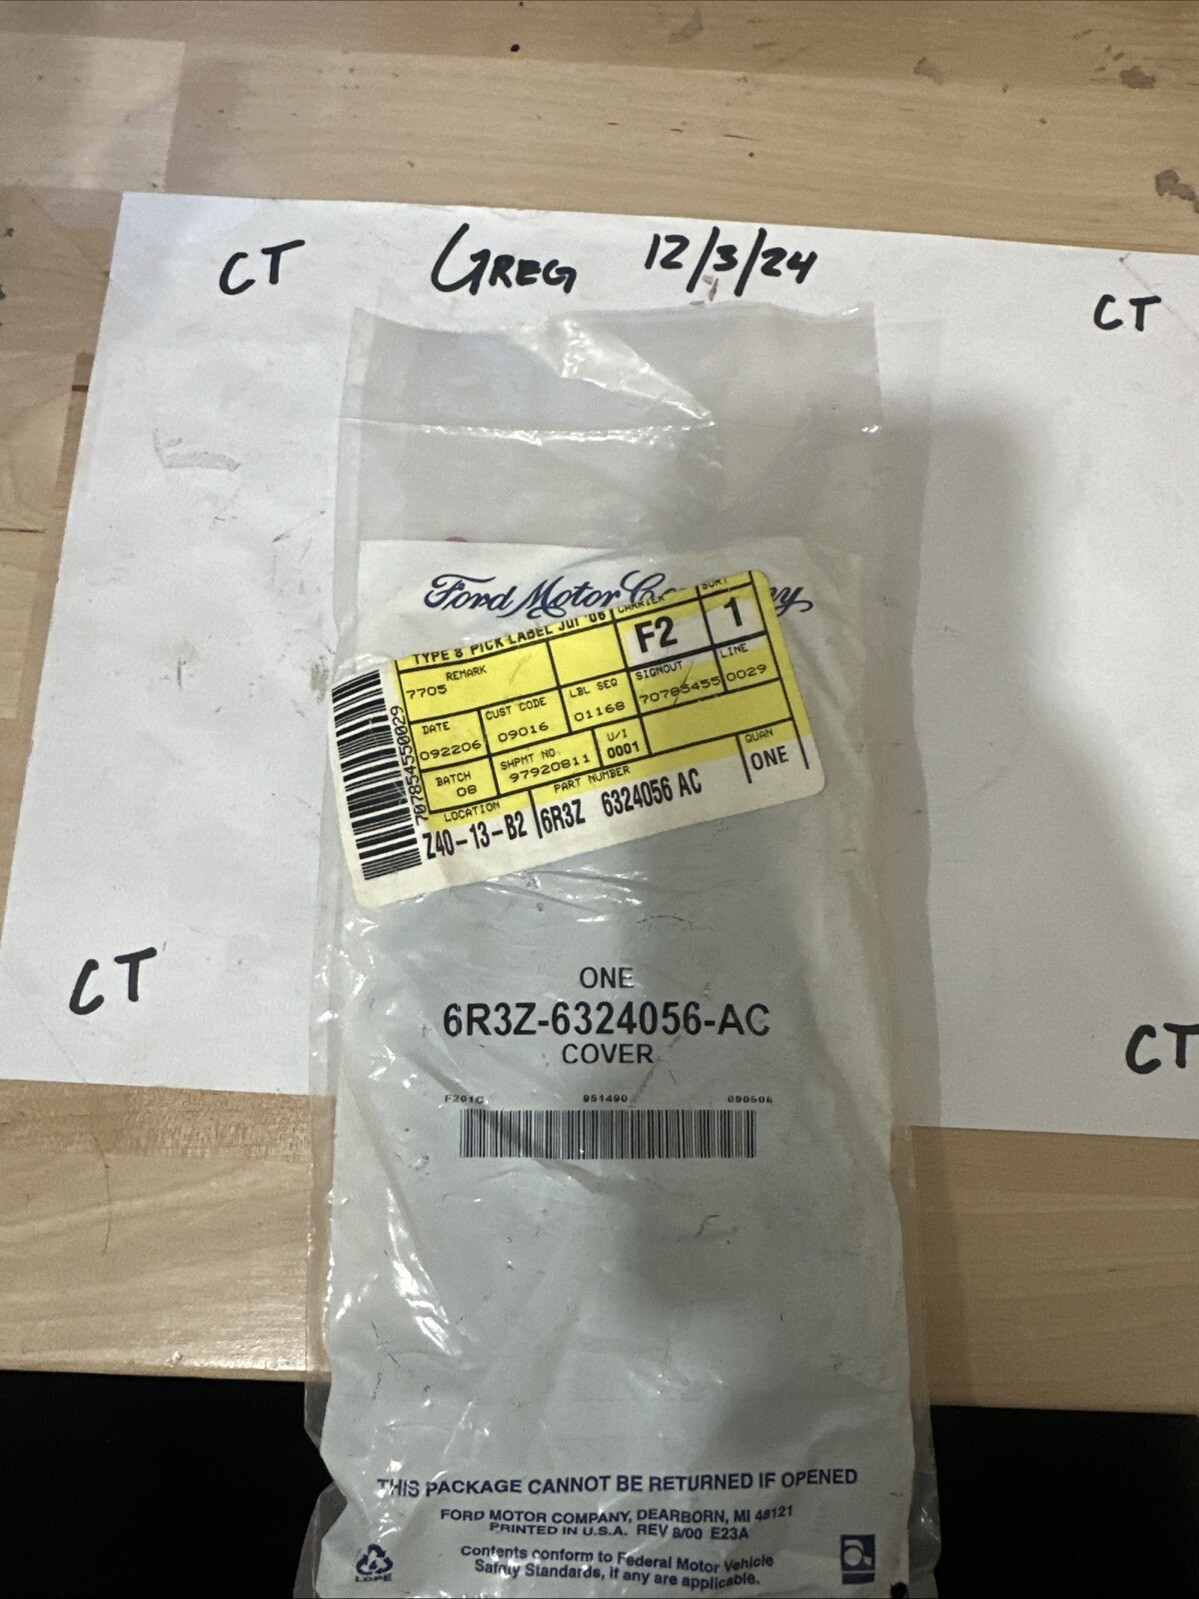 CT GREG 12/3/24
CT
Ford Motor Company
TYPE 8 PICK LABEL Jul '06 CARRIER SORT
F2 1
REMARK
7705
SIGNOUT LINE
70785455 0029
DATE CUST CODE LBL SEQ
092206 09016 01168
BATCH SHPMT NO. U/I
08 97920811 0001
QUAN
ONE
LOCATION PART NUMBER
Z40-13-B2 6R3Z 6324056 AC
707854550029
CT
ONE
6R3Z-6324056-AC
COVER
CT
F201C 951490 090506
THIS PACKAGE CANNOT BE RETURNED IF OPENED
FORD MOTOR COMPANY, DEARBORN, MI 48121
PRINTED IN U.S.A. REV 8/00 E23A
Contents conform to Federal Motor Vehicle
Safety Standards, if any are applicable.
LDPE